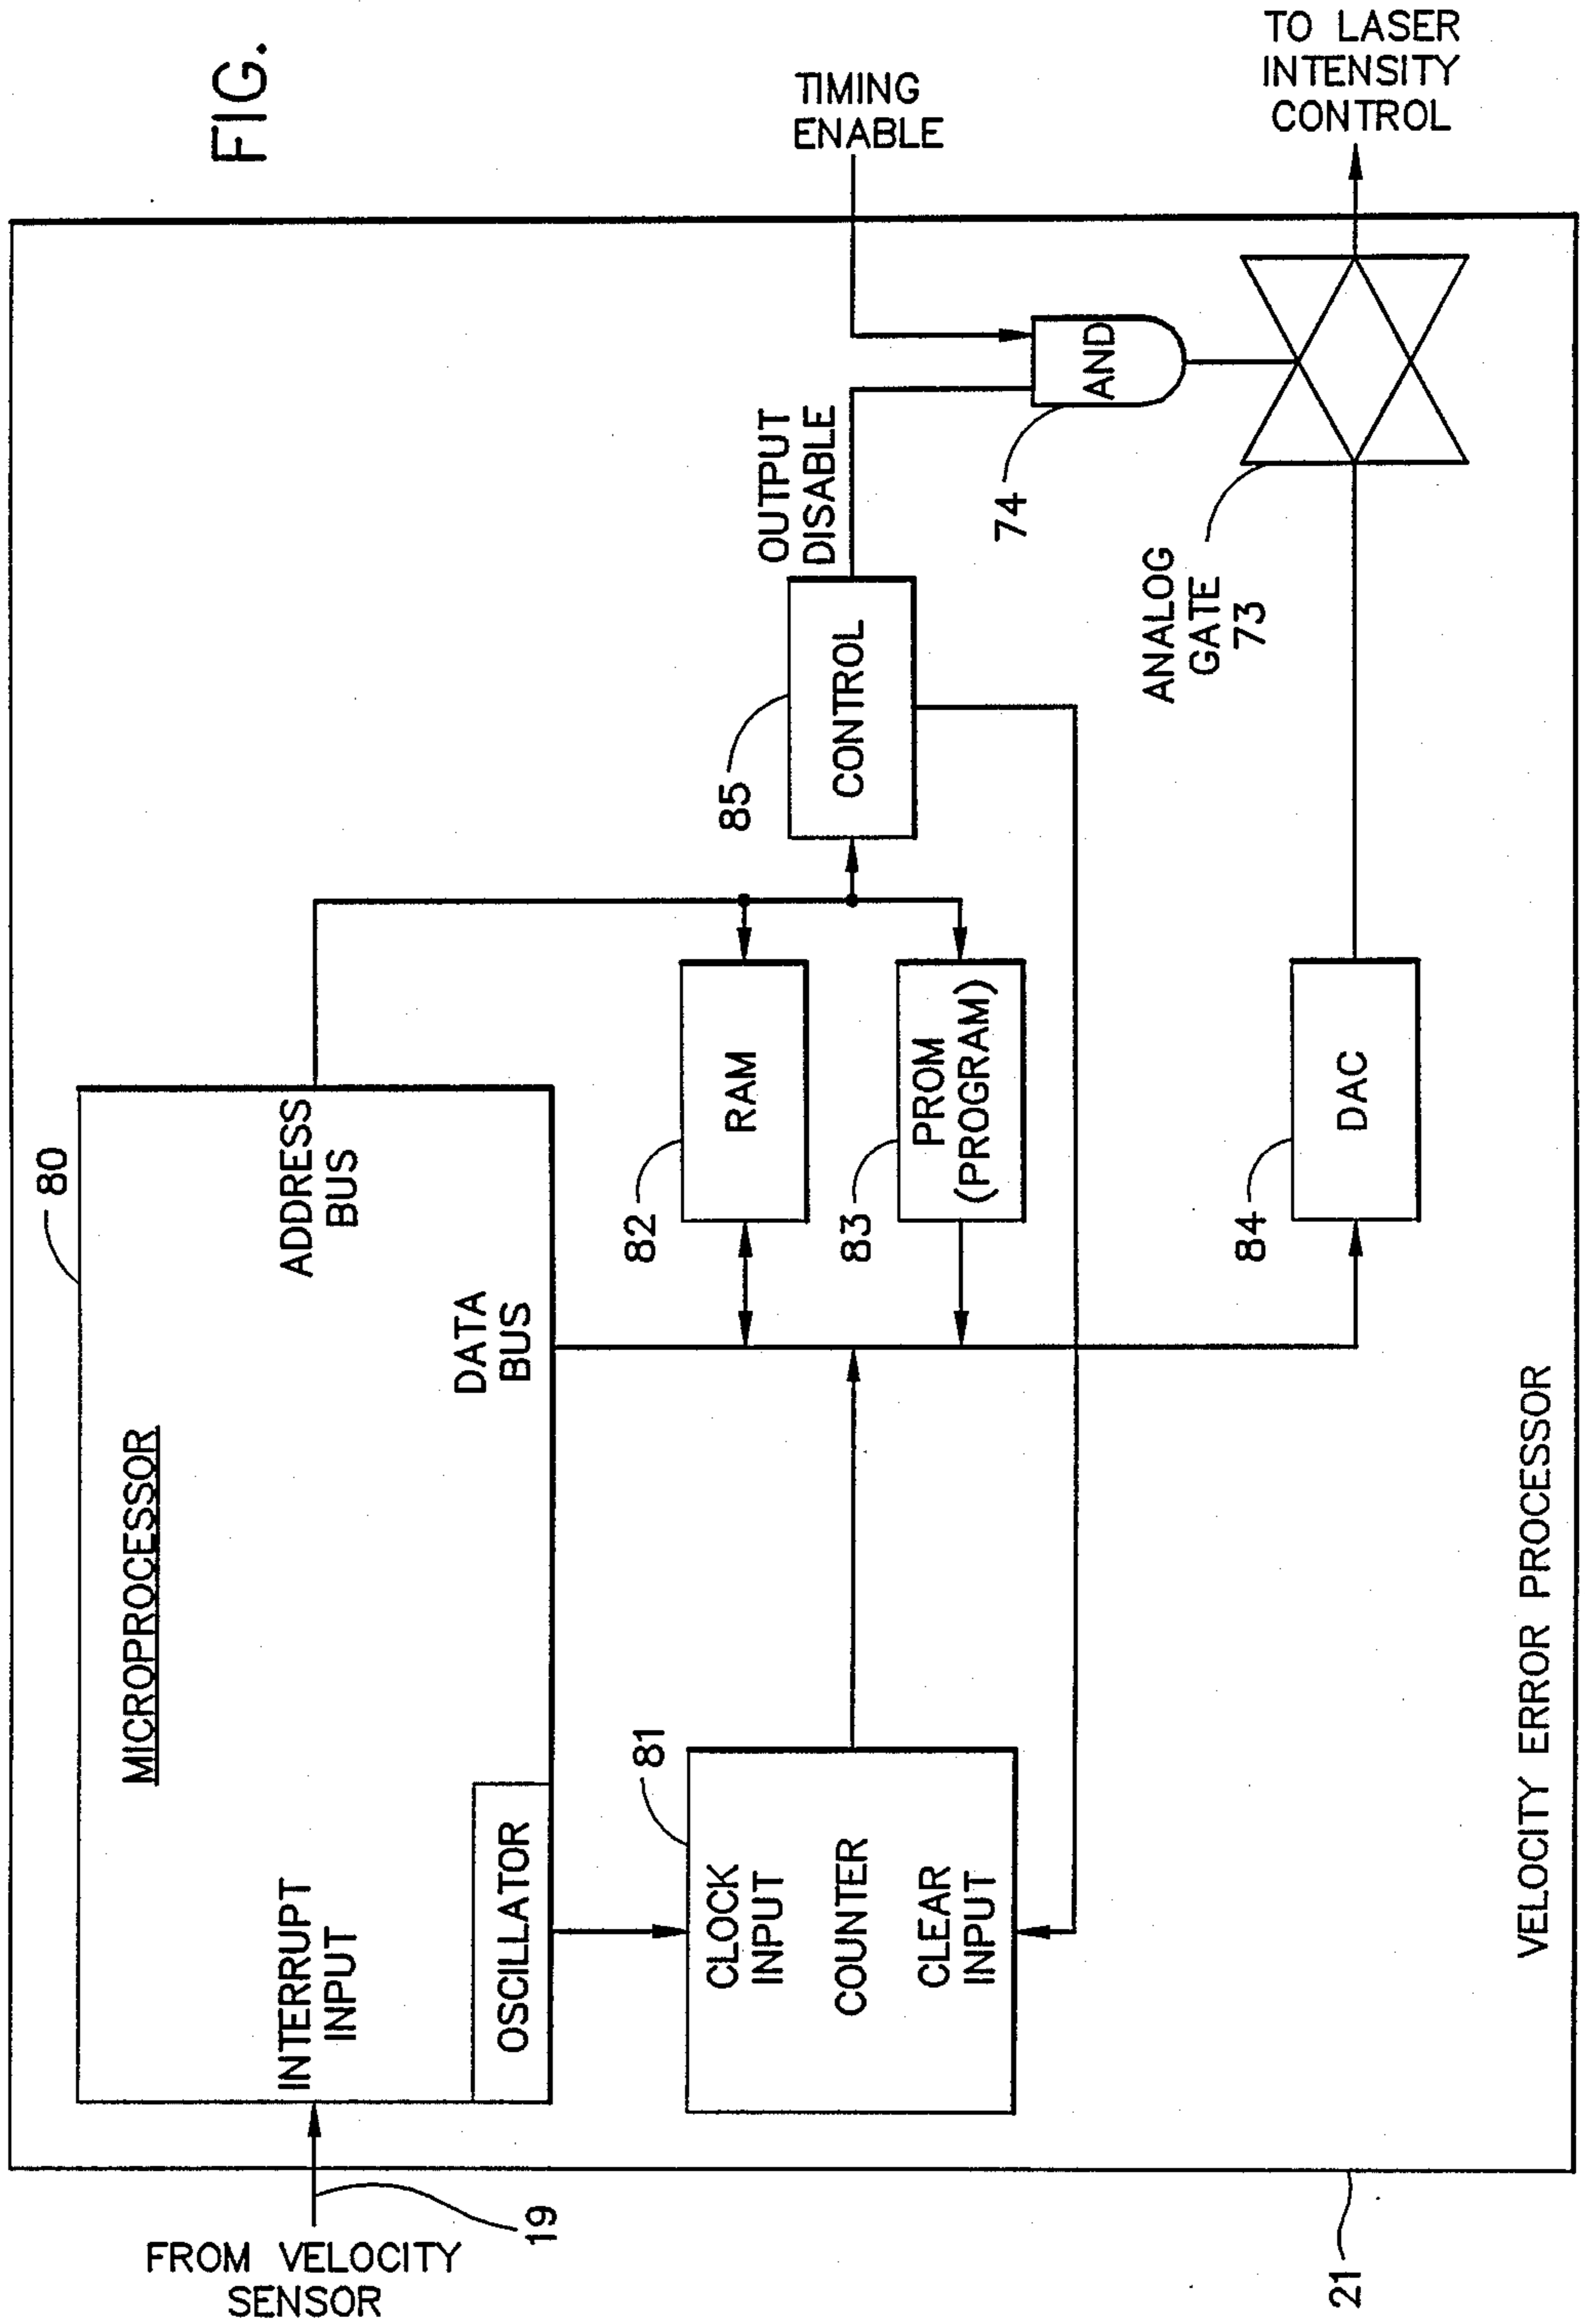 FIG.
80
MICROPROCESSOR
INTERRUPT
INPUT
ADDRESS
BUS
DATA
BUS
OSCILLATOR
FROM VELOCITY
SENSOR
19
81
CLOCK
INPUT
COUNTER
CLEAR
INPUT
82
RAM
83
PROM
(PROGRAM)
85
CONTROL
OUTPUT
DISABLE
TIMING
ENABLE
74
AND
ANALOG
GATE
73
84
DAC
TO LASER
INTENSITY
CONTROL
VELOCITY ERROR PROCESSOR
21